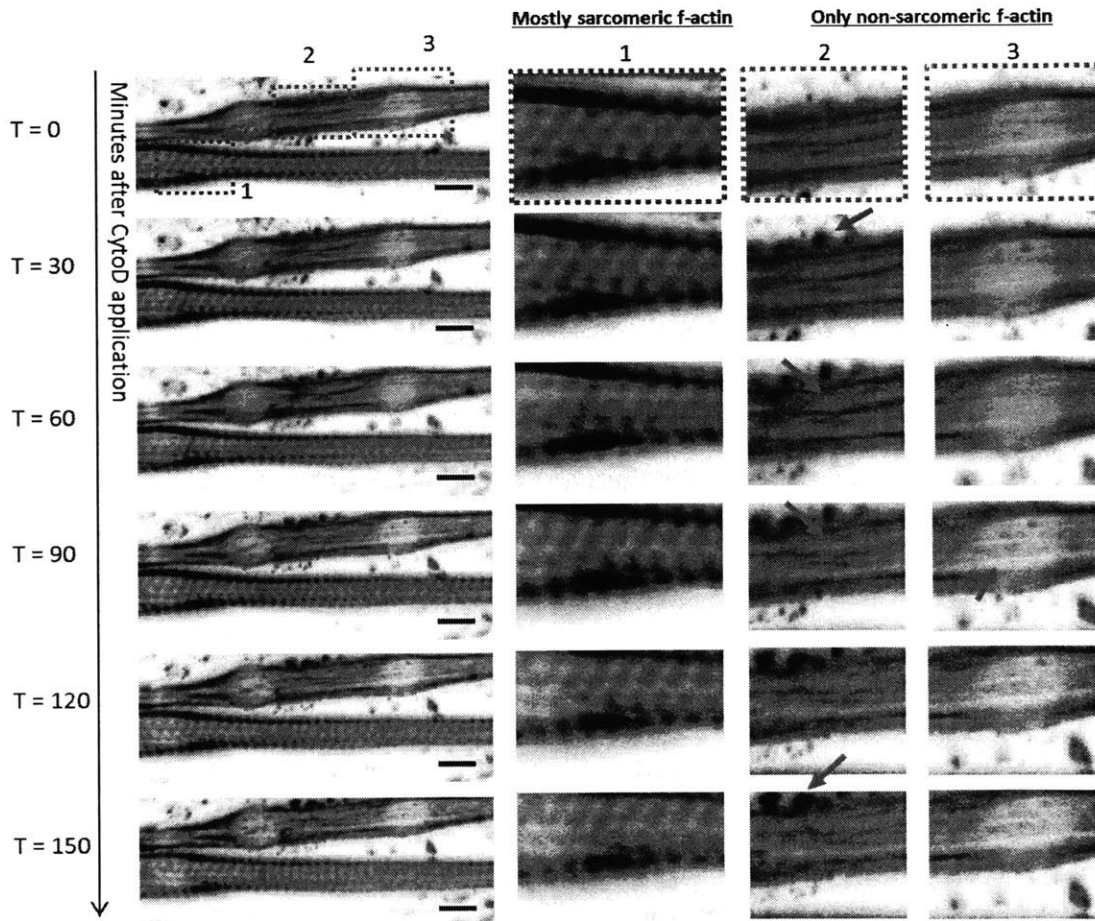 Mostly sarcomeric f-actin
Only non-sarcomeric f-actin
2
3
1
2
3
Minutes after CytoD application
T = 0
1
T = 30
T = 60
T = 90
T = 120
T = 150